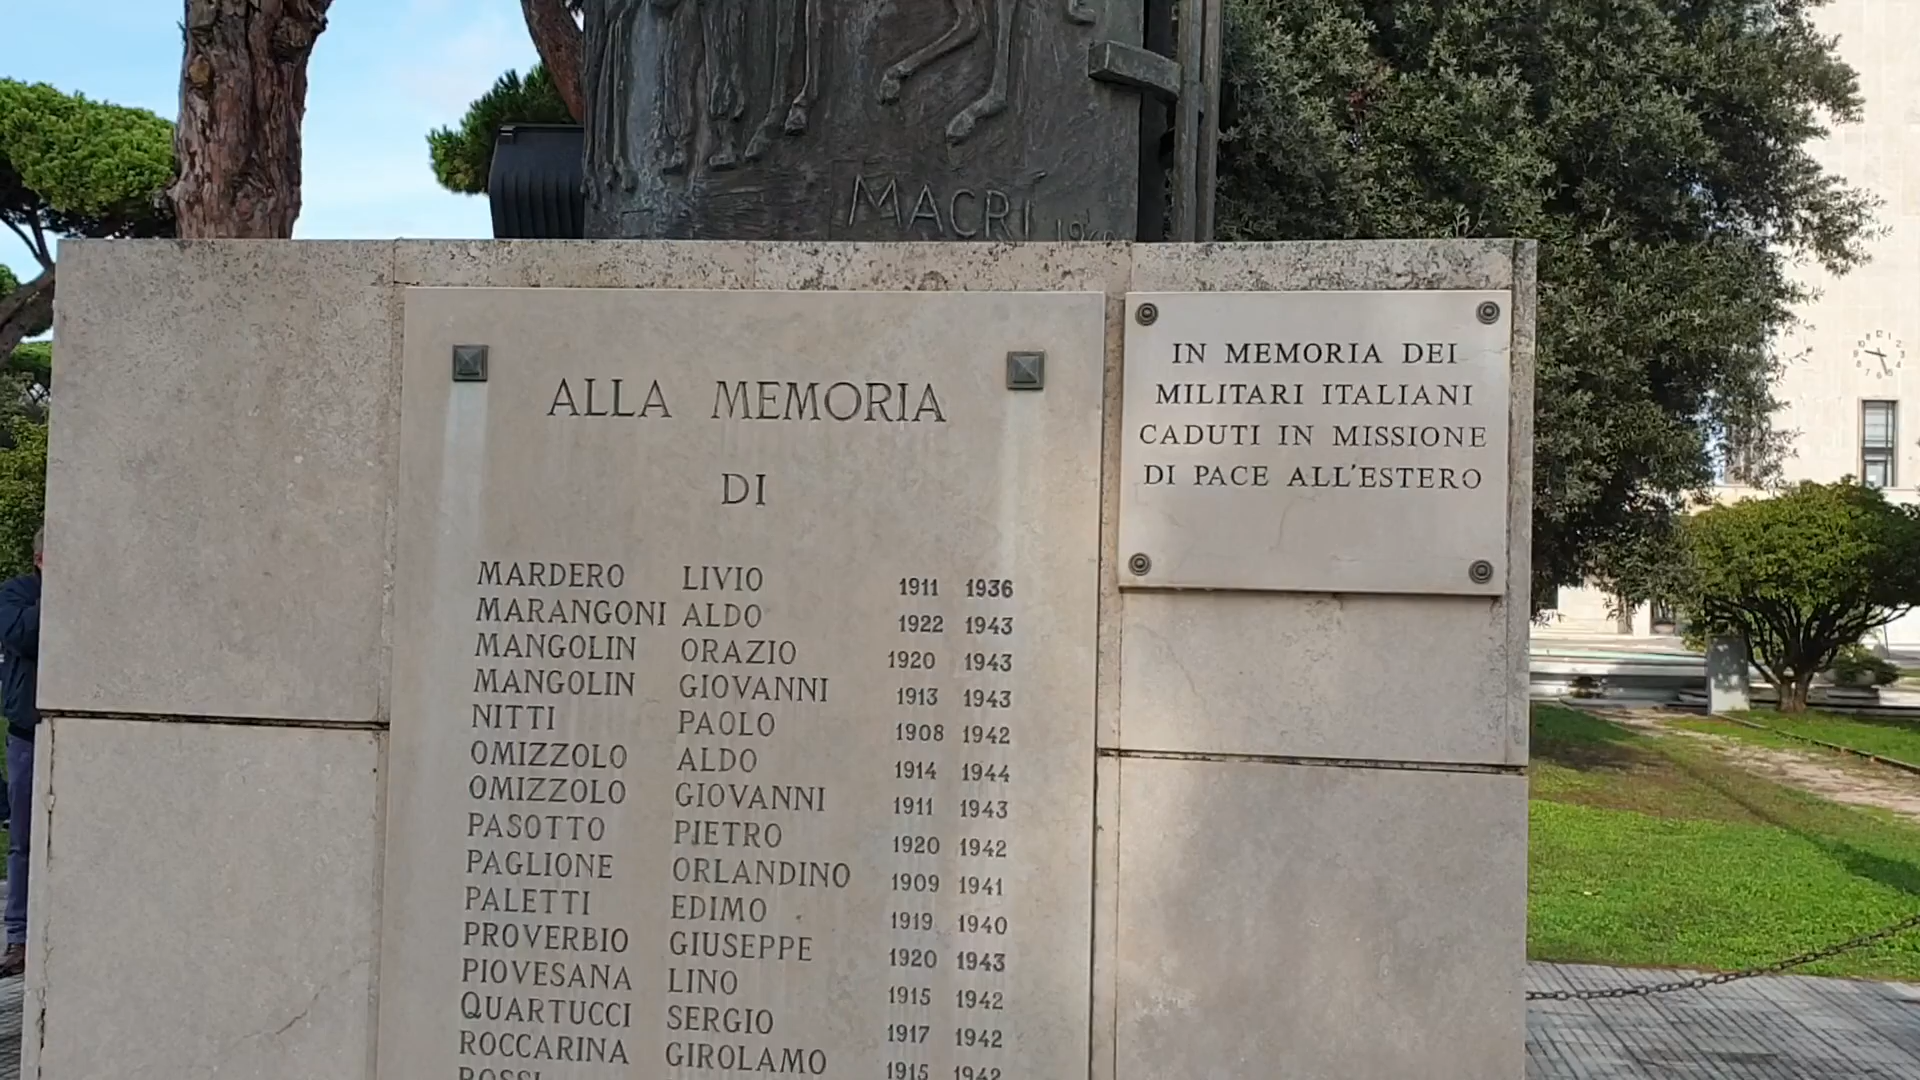 MACRI
ALLA MEMORIA
DI
MARDERO LIVIO 1911 1936
MARANGONI ALDO 1922 1943
MANGOLIN ORAZIO 1920 1943
MANGOLIN GIOVANNI 1913 1943
NITTI PAOLO 1908 1942
OMIZZOLO ALDO 1914 1944
OMIZZOLO GIOVANNI 1911 1943
PASOTTO PIETRO 1920 1942
PAGLIONE ORLANDINO 1909 1941
PALETTI EDIMO 1919 1940
PROVERBIO GIUSEPPE 1920 1943
PIOVESANA LINO 1915 1942
QUARTUCCI SERGIO 1917 1942
ROCCARINA GIROLAMO 1915 1942
ROSSI
IN MEMORIA DEI
MILITARI ITALIANI
CADUTI IN MISSIONE
DI PACE ALL'ESTERO